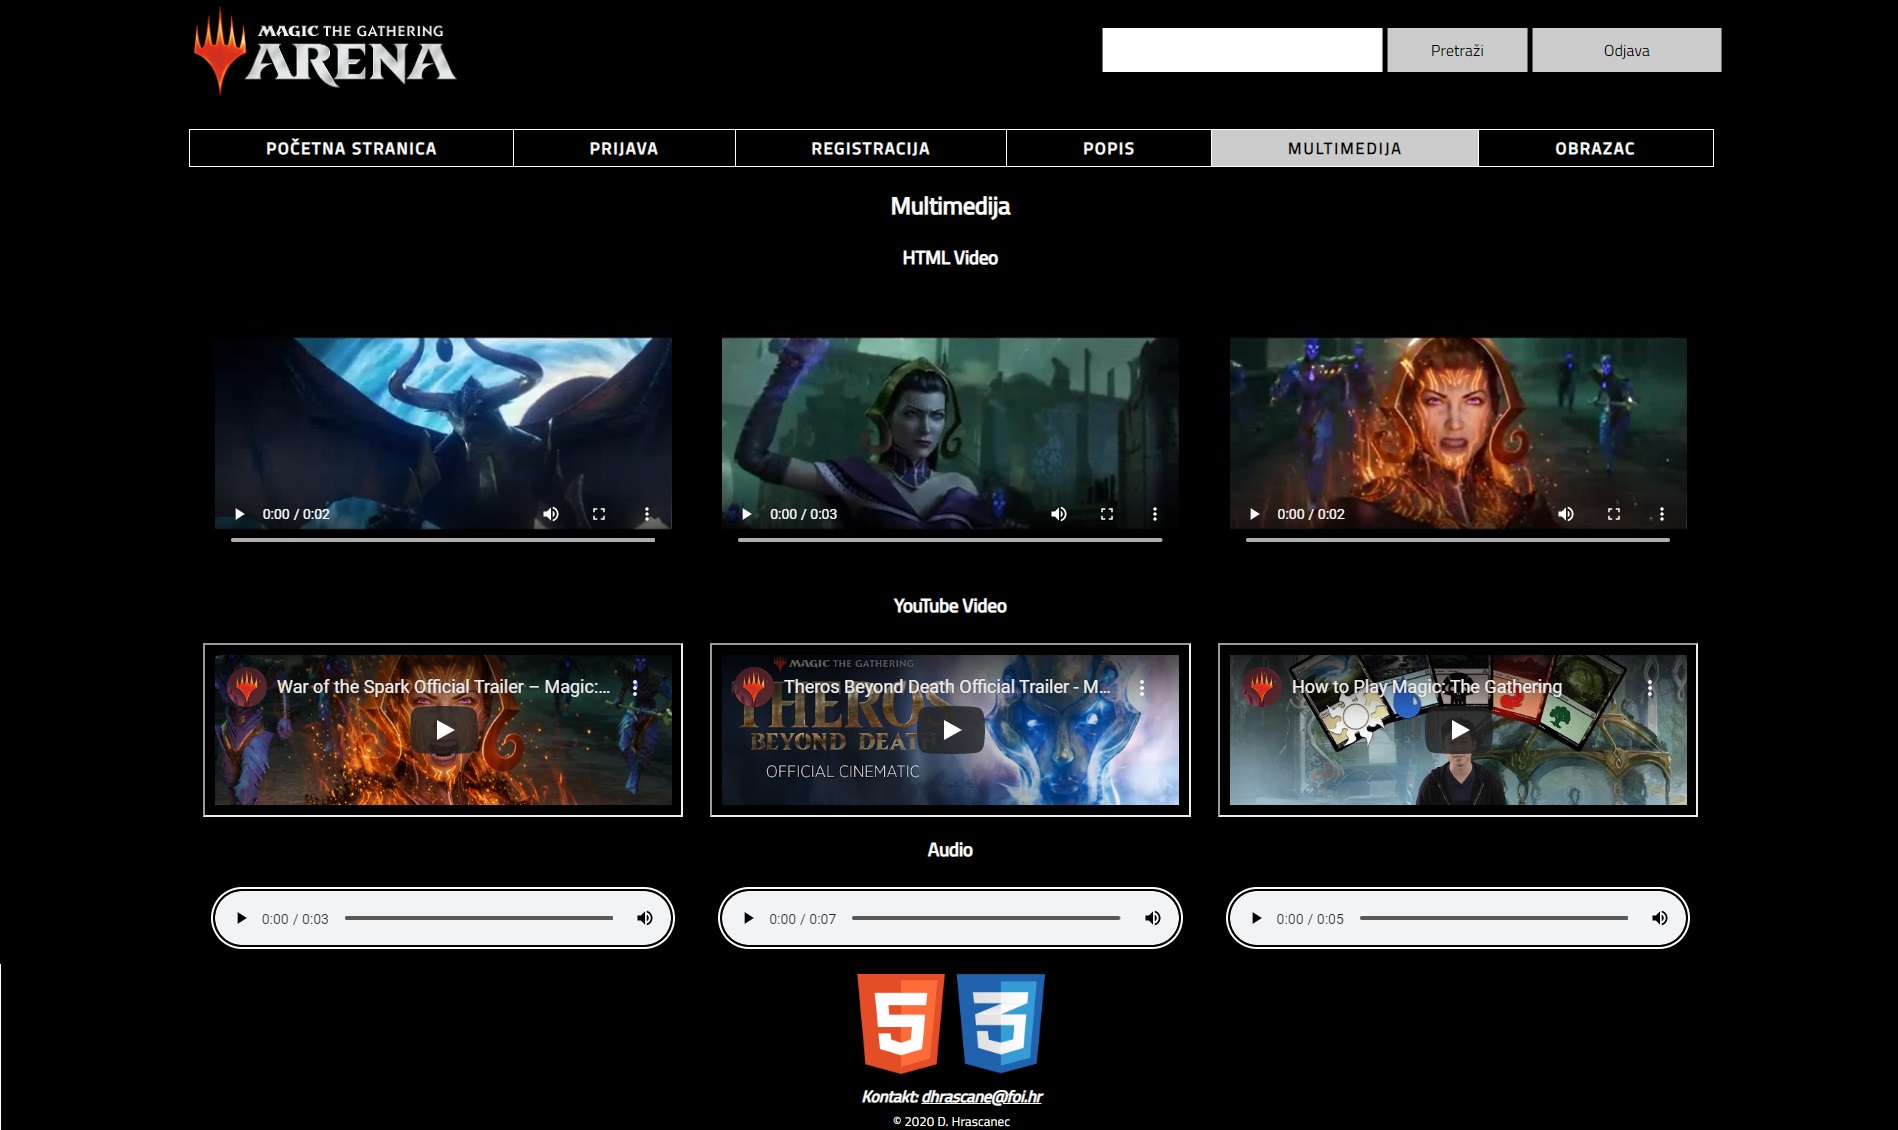 MAGIC THE GATHERING
ARENA
Pretraži
Odjava
POČETNA STRANICA
PRIJAVA
REGISTRACIJA
POPIS
MULTIMEDIJA
OBRAZAC
Multimedija
HTML Video
0:00 / 0:02
0:00 / 0:03
0:00 / 0:02
YouTube Video
War of the Spark Official Trailer – Magic:...
MAGIC THE GATHERING
Theros Beyond Death Official Trailer - M...
THEROS
BEYOND DEATH
OFFICIAL CINEMATIC
How to Play Magic: The Gathering
Audio
0:00 / 0:03
0:00 / 0:07
0:00 / 0:05
5
3
Kontakt: dhrascane@foi.hr
© 2020 D. Hrascanec